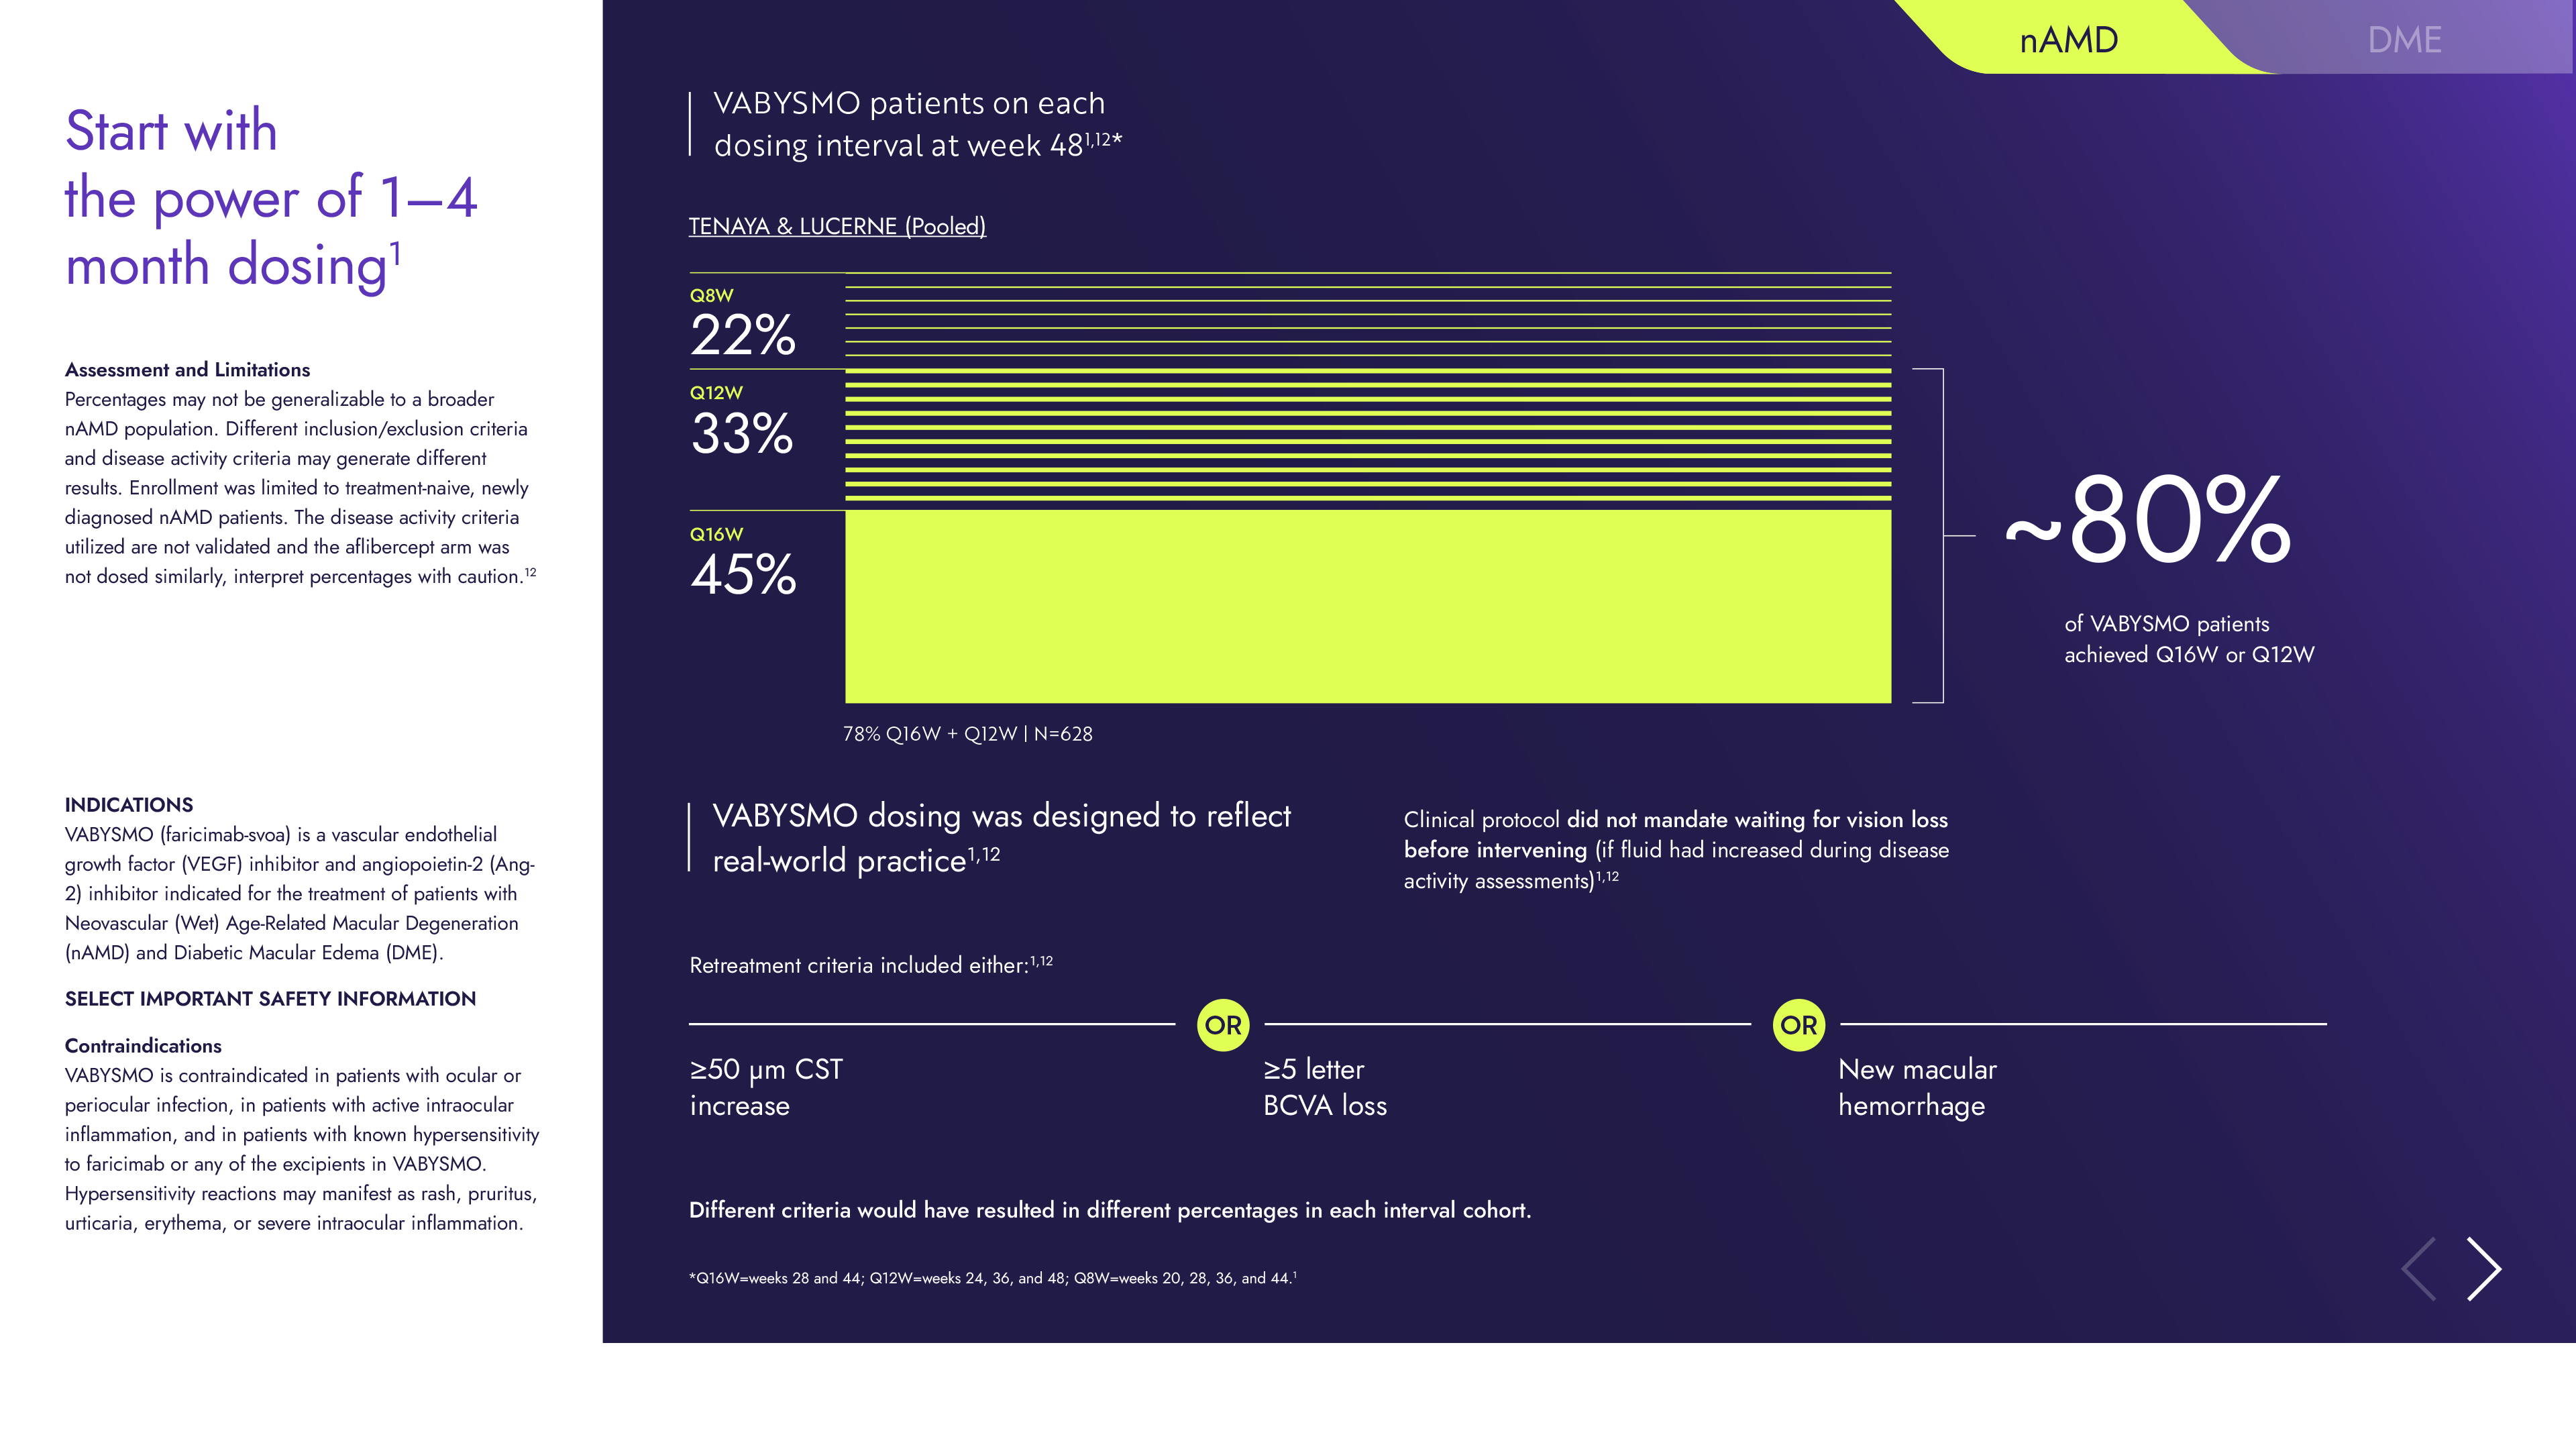 Start with
the power of 1–4
month dosing¹
Assessment and Limitations
Percentages may not be generalizable to a broader
nAMD population. Different inclusion/exclusion criteria
and disease activity criteria may generate different
results. Enrollment was limited to treatment-naive, newly
diagnosed nAMD patients. The disease activity criteria
utilized are not validated and the aflibercept arm was
not dosed similarly, interpret percentages with caution.¹²
INDICATIONS
VABYSMO (faricimab-svoa) is a vascular endothelial
growth factor (VEGF) inhibitor and angiopoietin-2 (Ang-
2) inhibitor indicated for the treatment of patients with
Neovascular (Wet) Age-Related Macular Degeneration
(nAMD) and Diabetic Macular Edema (DME).
SELECT IMPORTANT SAFETY INFORMATION
Contraindications
VABYSMO is contraindicated in patients with ocular or
periocular infection, in patients with active intraocular
inflammation, and in patients with known hypersensitivity
to faricimab or any of the excipients in VABYSMO.
Hypersensitivity reactions may manifest as rash, pruritus,
urticaria, erythema, or severe intraocular inflammation.
nAMD
DME
VABYSMO patients on each
dosing interval at week 48¹,¹²*
TENAYA & LUCERNE (Pooled)
Q8W
22%
Q12W
33%
Q16W
45%
~80%
of VABYSMO patients
achieved Q16W or Q12W
78% Q16W + Q12W | N=628
VABYSMO dosing was designed to reflect
real-world practice¹,¹²
Clinical protocol did not mandate waiting for vision loss
before intervening (if fluid had increased during disease
activity assessments)¹,¹²
Retreatment criteria included either:¹,¹²
OR
OR
≥50 µm CST
increase
≥5 letter
BCVA loss
New macular
hemorrhage
Different criteria would have resulted in different percentages in each interval cohort.
*Q16W=weeks 28 and 44; Q12W=weeks 24, 36, and 48; Q8W=weeks 20, 28, 36, and 44.¹